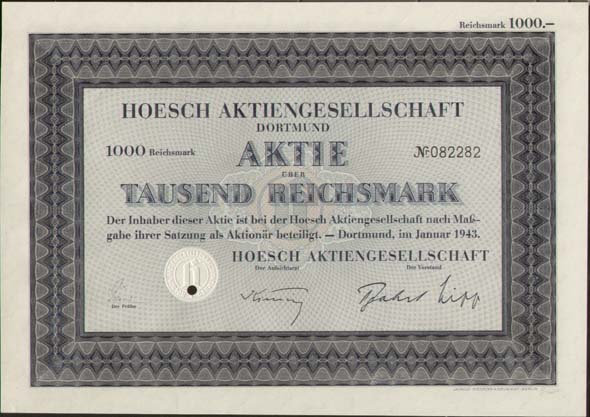 Reichsmark 1000.—
HOESCH AKTIENGESELLSCHAFT
DORTMUND
1000 Reichsmark AKTIE № 082282
ÜBER
TAUSEND REICHSMARK
Der Inhaber dieser Aktie ist bei der Hoesch Aktiengesellschaft nach Maß-
gabe ihrer Satzung als Aktionär beteiligt. — Dortmund, im Januar 1943.
HOESCH AKTIENGESELLSCHAFT
Der Aufsichtsrat Der Vorstand
Der Prüfer